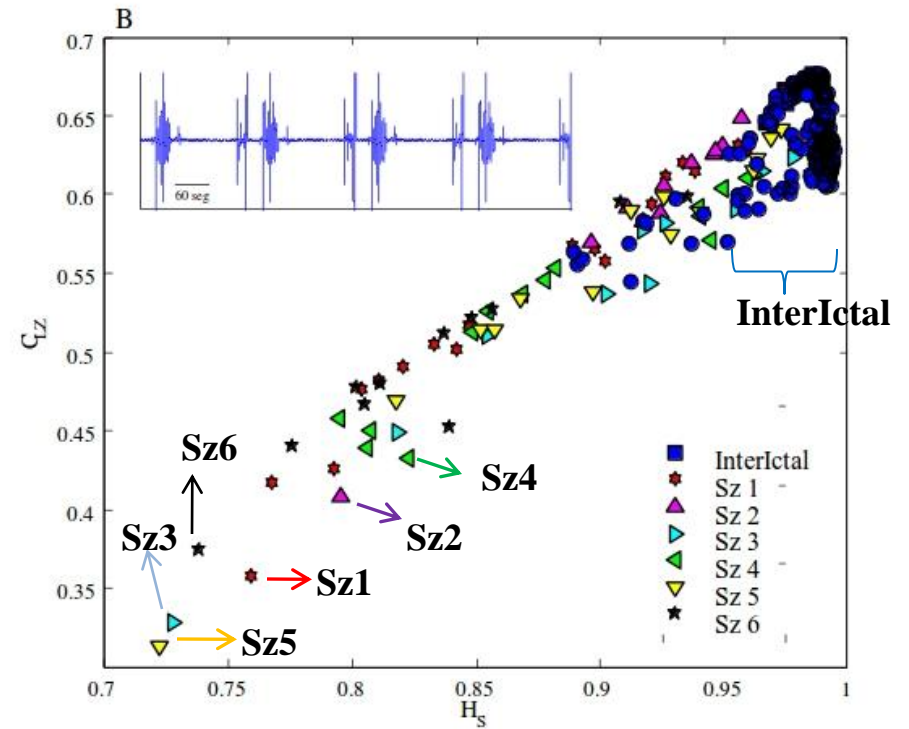 B
0.7
0.65
0.6
0.55
0.5
0.45
0.4
0.35
C_LZ
60 seg
InterIctal
Sz6
Sz3
Sz4
Sz2
Sz1
Sz5
InterIctal
Sz 1
Sz 2
Sz 3
Sz 4
Sz 5
Sz 6
0.7 0.75 0.8 0.85 0.9 0.95 1
H_S